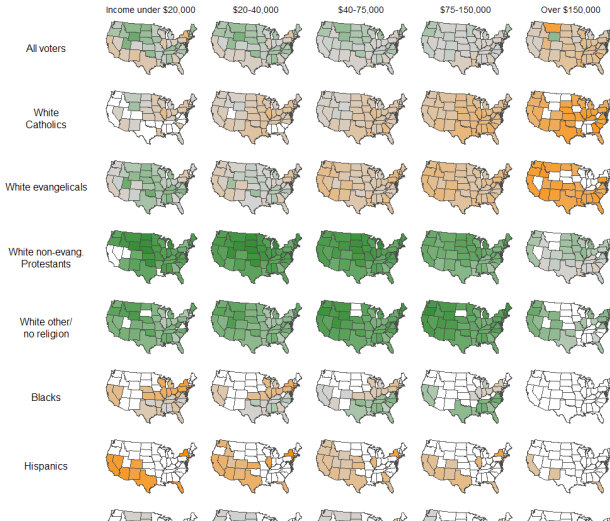 Income under $20,000
$20-40,000
$40-75,000
$75-150,000
Over $150,000
All voters
White
Catholics
White evangelicals
White non-evang.
Protestants
White other/
no religion
Blacks
Hispanics